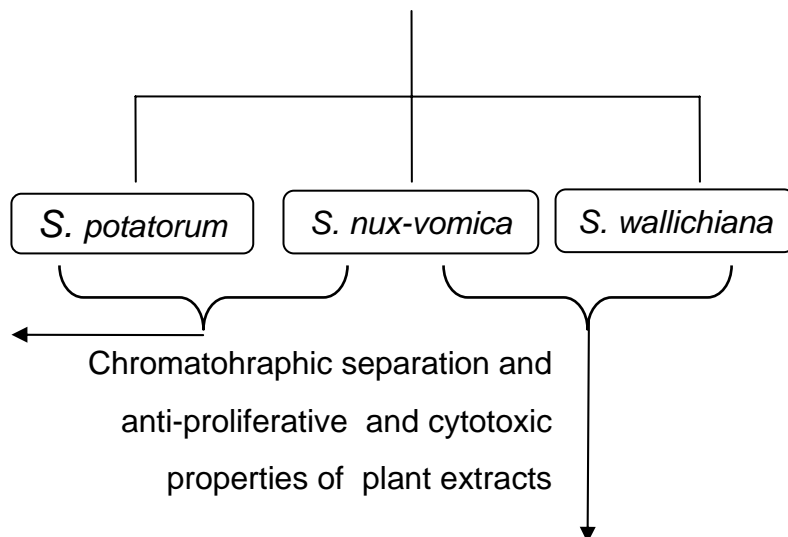 S. potatorum S. nux-vomica S. wallichiana
Chromatohraphic separation and
anti-proliferative and cytotoxic
properties of plant extracts